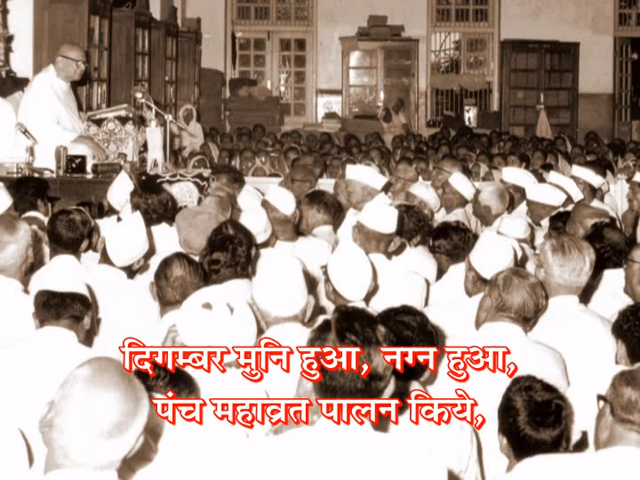 दिगम्बर मुनि हुआ, नग्न हुआ,
पंच महाव्रत पालन किये,